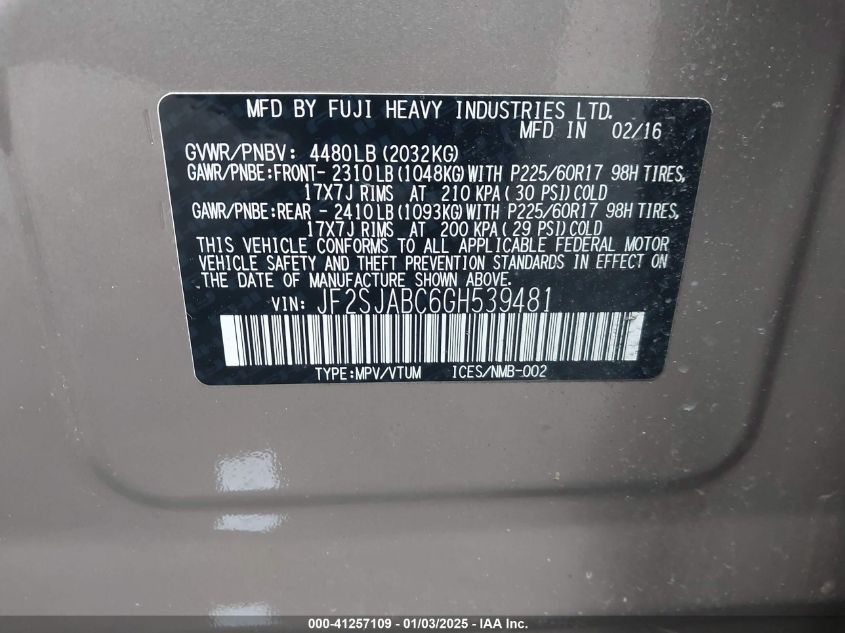 MFD BY FUJI HEAVY INDUSTRIES LTD.
MFD IN 02/16
GVWR/PNBV: 4480LB(2032KG)
GAWR/PNBE:FRONT- 2310LB(1048KG)WITH P225/60R17 98H TIRES,
17X7J RIMS AT 210 KPA( 30 PSI)COLD
GAWR/PNBE:REAR - 2410LB(1093KG)WITH P225/60R17 98H TIRES,
17X7J RIMS AT 200 KPA( 29 PSI)COLD
THIS VEHICLE CONFORMS TO ALL APPLICABLE FEDERAL MOTOR
VEHICLE SAFETY AND THEFT PREVENTION STANDARDS IN EFFECT
ON THE DATE OF MANUFACTURE SHOWN ABOVE.
VIN: JF2SJABC6GH539481
TYPE:MPV/VTUM ICES/NMB-002
000-41257109 - 01/03/2025 - IAA Inc.